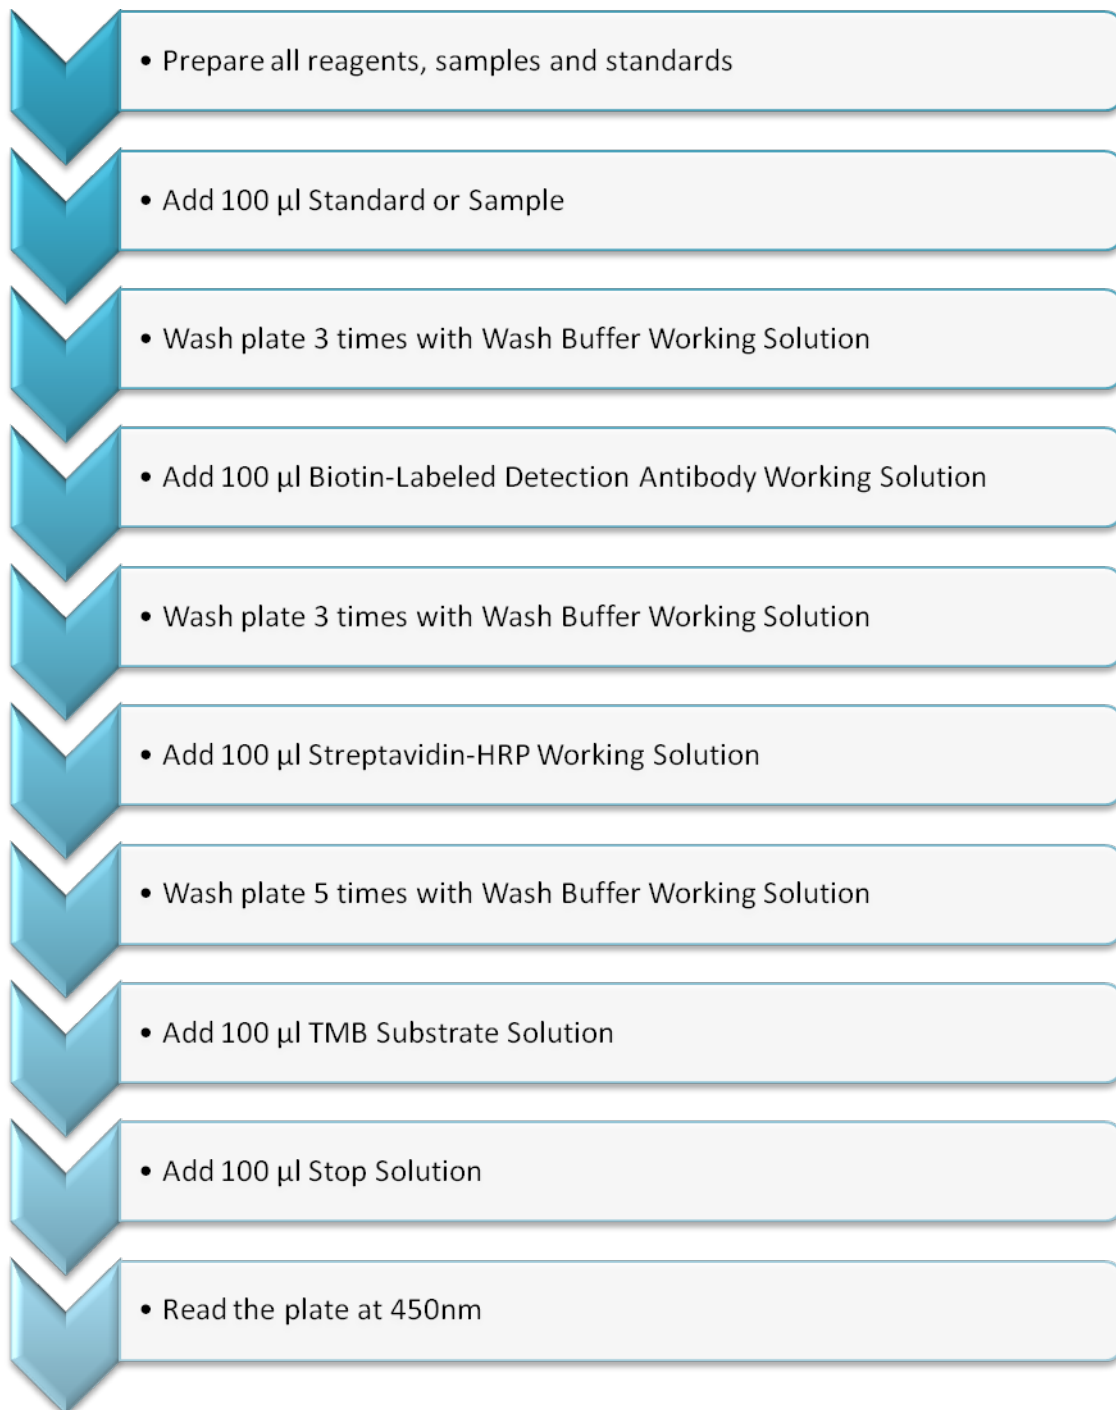 • Prepare all reagents, samples and standards
• Add 100 µl Standard or Sample
• Wash plate 3 times with Wash Buffer Working Solution
• Add 100 µl Biotin-Labeled Detection Antibody Working Solution
• Wash plate 3 times with Wash Buffer Working Solution
• Add 100 µl Streptavidin-HRP Working Solution
• Wash plate 5 times with Wash Buffer Working Solution
• Add 100 µl TMB Substrate Solution
• Add 100 µl Stop Solution
• Read the plate at 450nm